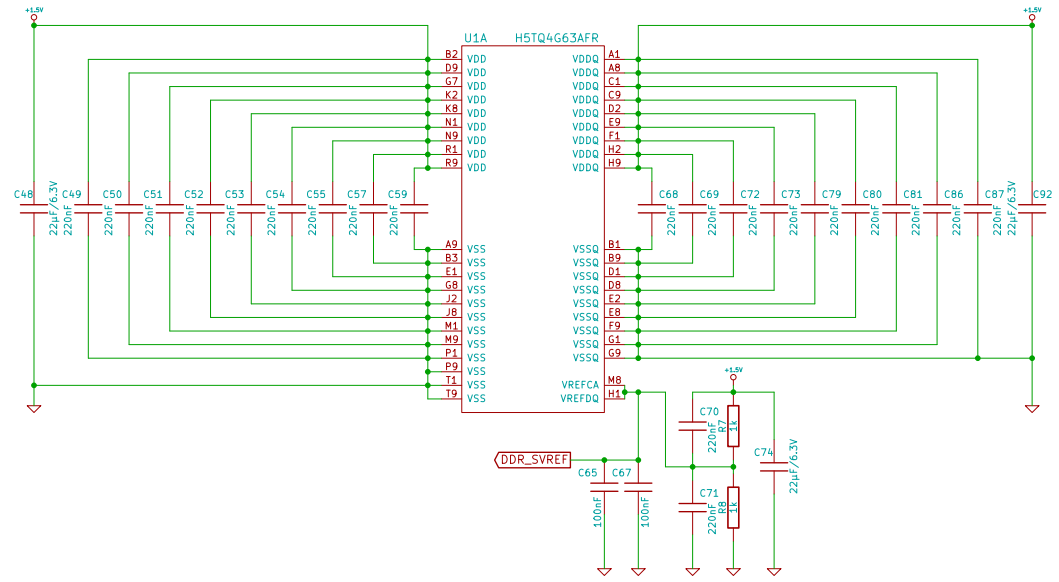 +1.5V
+1.5V
U1A H5TQ4G63AFR
B2 VDD VDDQ A1
D9 VDD VDDQ A8
G7 VDD VDDQ C1
K2 VDD VDDQ C9
K8 VDD VDDQ D2
N1 VDD VDDQ E9
N9 VDD VDDQ F1
R1 VDD VDDQ H2
R9 VDD VDDQ H9
C48 C49 C50 C51 C52 C53 C54 C55 C57 C59 C68 C69 C72 C73 C79 C80 C81 C86 C87 C92
22µF/6.3V 220nF 220nF 220nF 220nF 220nF 220nF 220nF 220nF 220nF 220nF 220nF 220nF 220nF 220nF 220nF 220nF 220nF 220nF 22µF/6.3V
A9 VSS VSSQ B1
B3 VSS VSSQ B9
E1 VSS VSSQ D1
G8 VSS VSSQ D8
J2 VSS VSSQ E2
J8 VSS VSSQ E8
M1 VSS VSSQ F9
M9 VSS VSSQ G1
P1 VSS VSSQ G9
P9 VSS
T1 VSS VREFCA M8
T9 VSS VREFDQ H1
+1.5V
C70 220nF R7 1k
C74 22µF/6.3V
DDR_SVREF
C65 100nF C67 100nF
C71 220nF R8 1k